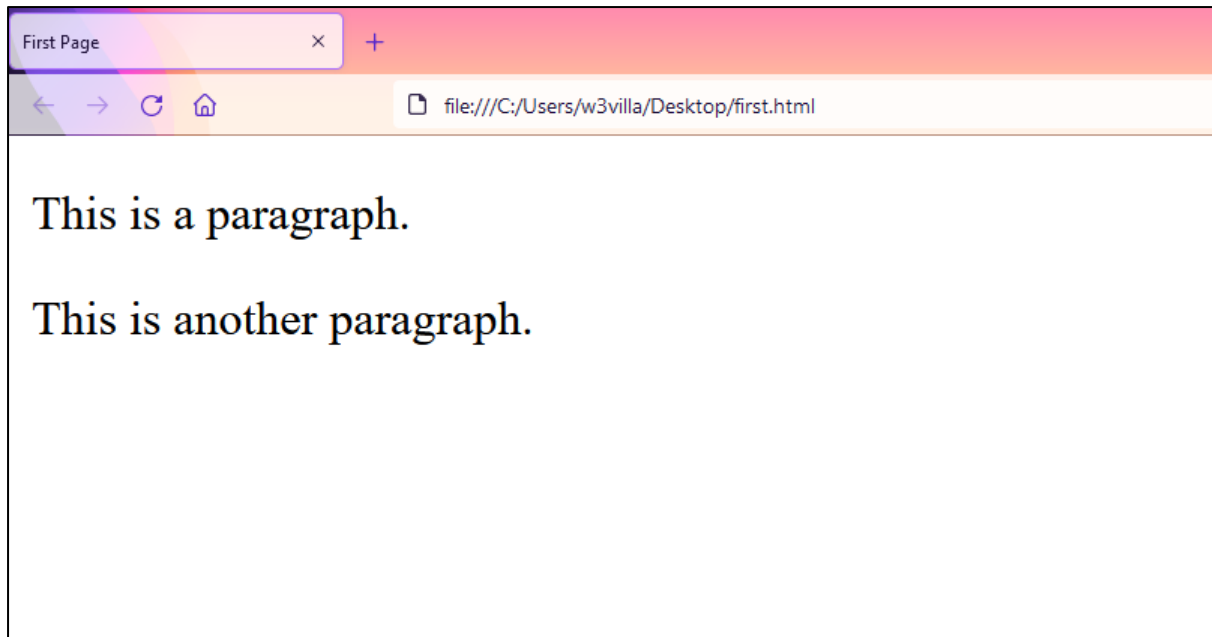 First Page
file:///C:/Users/w3villa/Desktop/first.html
This is a paragraph.
This is another paragraph.